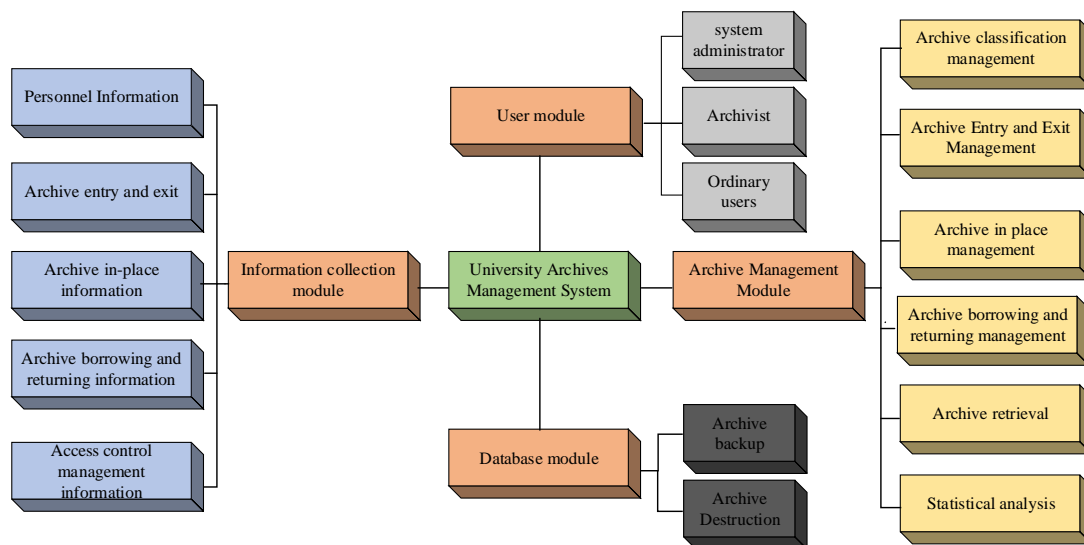 Personnel Information
Archive entry and exit
Archive in-place
information
Archive borrowing and
returning information
Access control
management
information
Information collection
module
User module
University Archives
Management System
Database module
system
administrator
Archivist
Ordinary
users
Archive Management
Module
Archive
backup
Archive
Destruction
Archive classification
management
Archive Entry and Exit
Management
Archive in place
management
Archive borrowing and
returning management
Archive retrieval
Statistical analysis